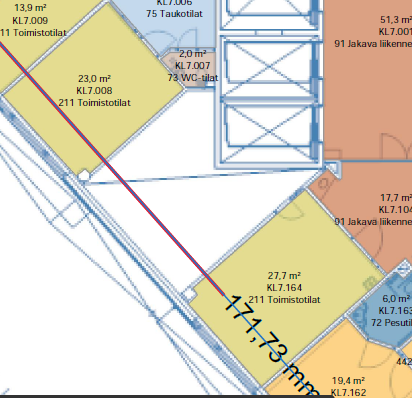 13,9 m²
KL7.009
11 Toimistotilat
KL7.006
75 Taukotilat
51,3 m²
KL7.001
91 Jakava liikenne
2,0 m²
KL7.007
73 WC-tilat
23,0 m²
KL7.008
211 Toimistotilat
17,7 m²
KL7.104
91 Jakava liikenne
27,7 m²
KL7.164
211 Toimistotilat
6,0 m²
KL7.163
72 Pesutil
171,73 mm
442
19,4 m²
KL7.162